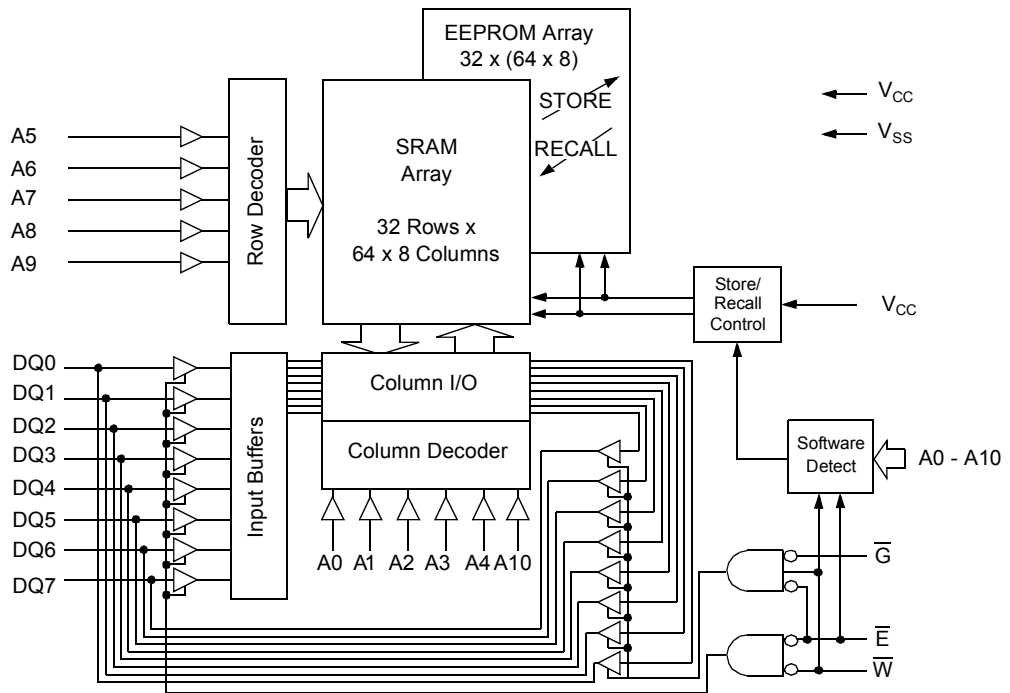 EEPROM Array
32 x (64 x 8)
STORE
RECALL
SRAM
Array
32 Rows x
64 x 8 Columns
V_CC
V_SS
A5
A6
A7
A8
A9
Row Decoder
Store/
Recall
Control
V_CC
DQ0
DQ1
DQ2
DQ3
DQ4
DQ5
DQ6
DQ7
Input Buffers
Column I/O
Column Decoder
A0 A1 A2 A3 A4 A10
Software
Detect
A0 - A10
G̅
E̅
W̅